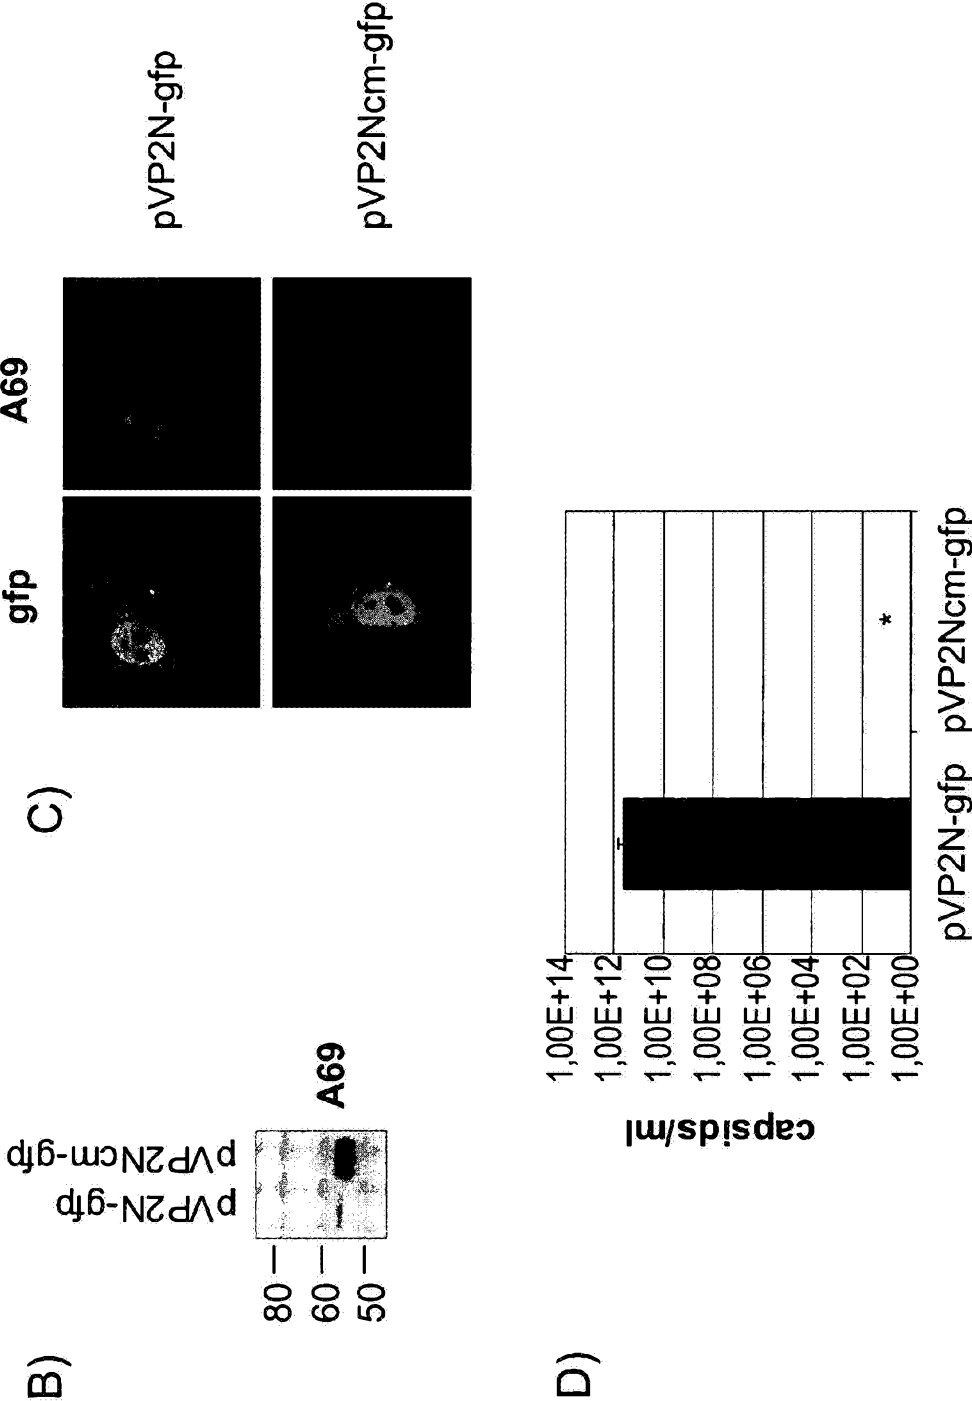 B)
pVP2N-gfp
pVP2Ncm-gfp
80
60
50
A69
C)
gfp
A69
pVP2N-gfp
pVP2Ncm-gfp
D)
capsids/ml
1,00E+14
1,00E+12
1,00E+10
1,00E+08
1,00E+06
1,00E+04
1,00E+02
1,00E+00
*
pVP2N-gfp
pVP2Ncm-gfp